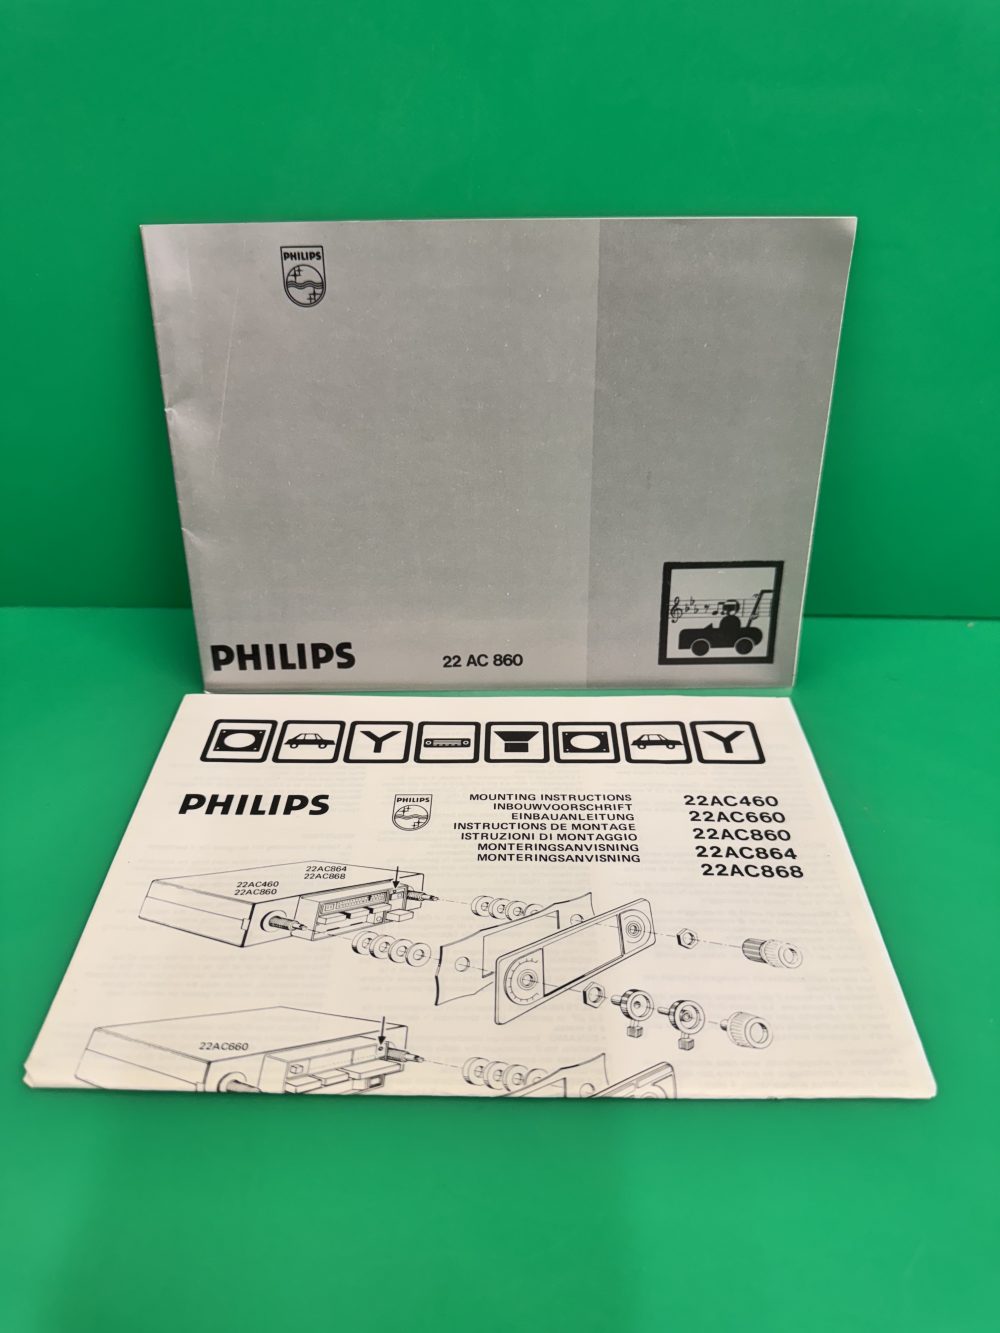 PHILIPS
PHILIPS
22 AC 860
PHILIPS
PHILIPS
MOUNTING INSTRUCTIONS
INBOUWVOORSCHRIFT
EINBAUANLEITUNG
INSTRUCTIONS DE MONTAGE
ISTRUZIONI DI MONTAGGIO
MONTERINGSANVISNING
MONTERINGSANVISNING
22AC460
22AC660
22AC860
22AC864
22AC868
22AC460
22AC860
22AC864
22AC868
22AC660